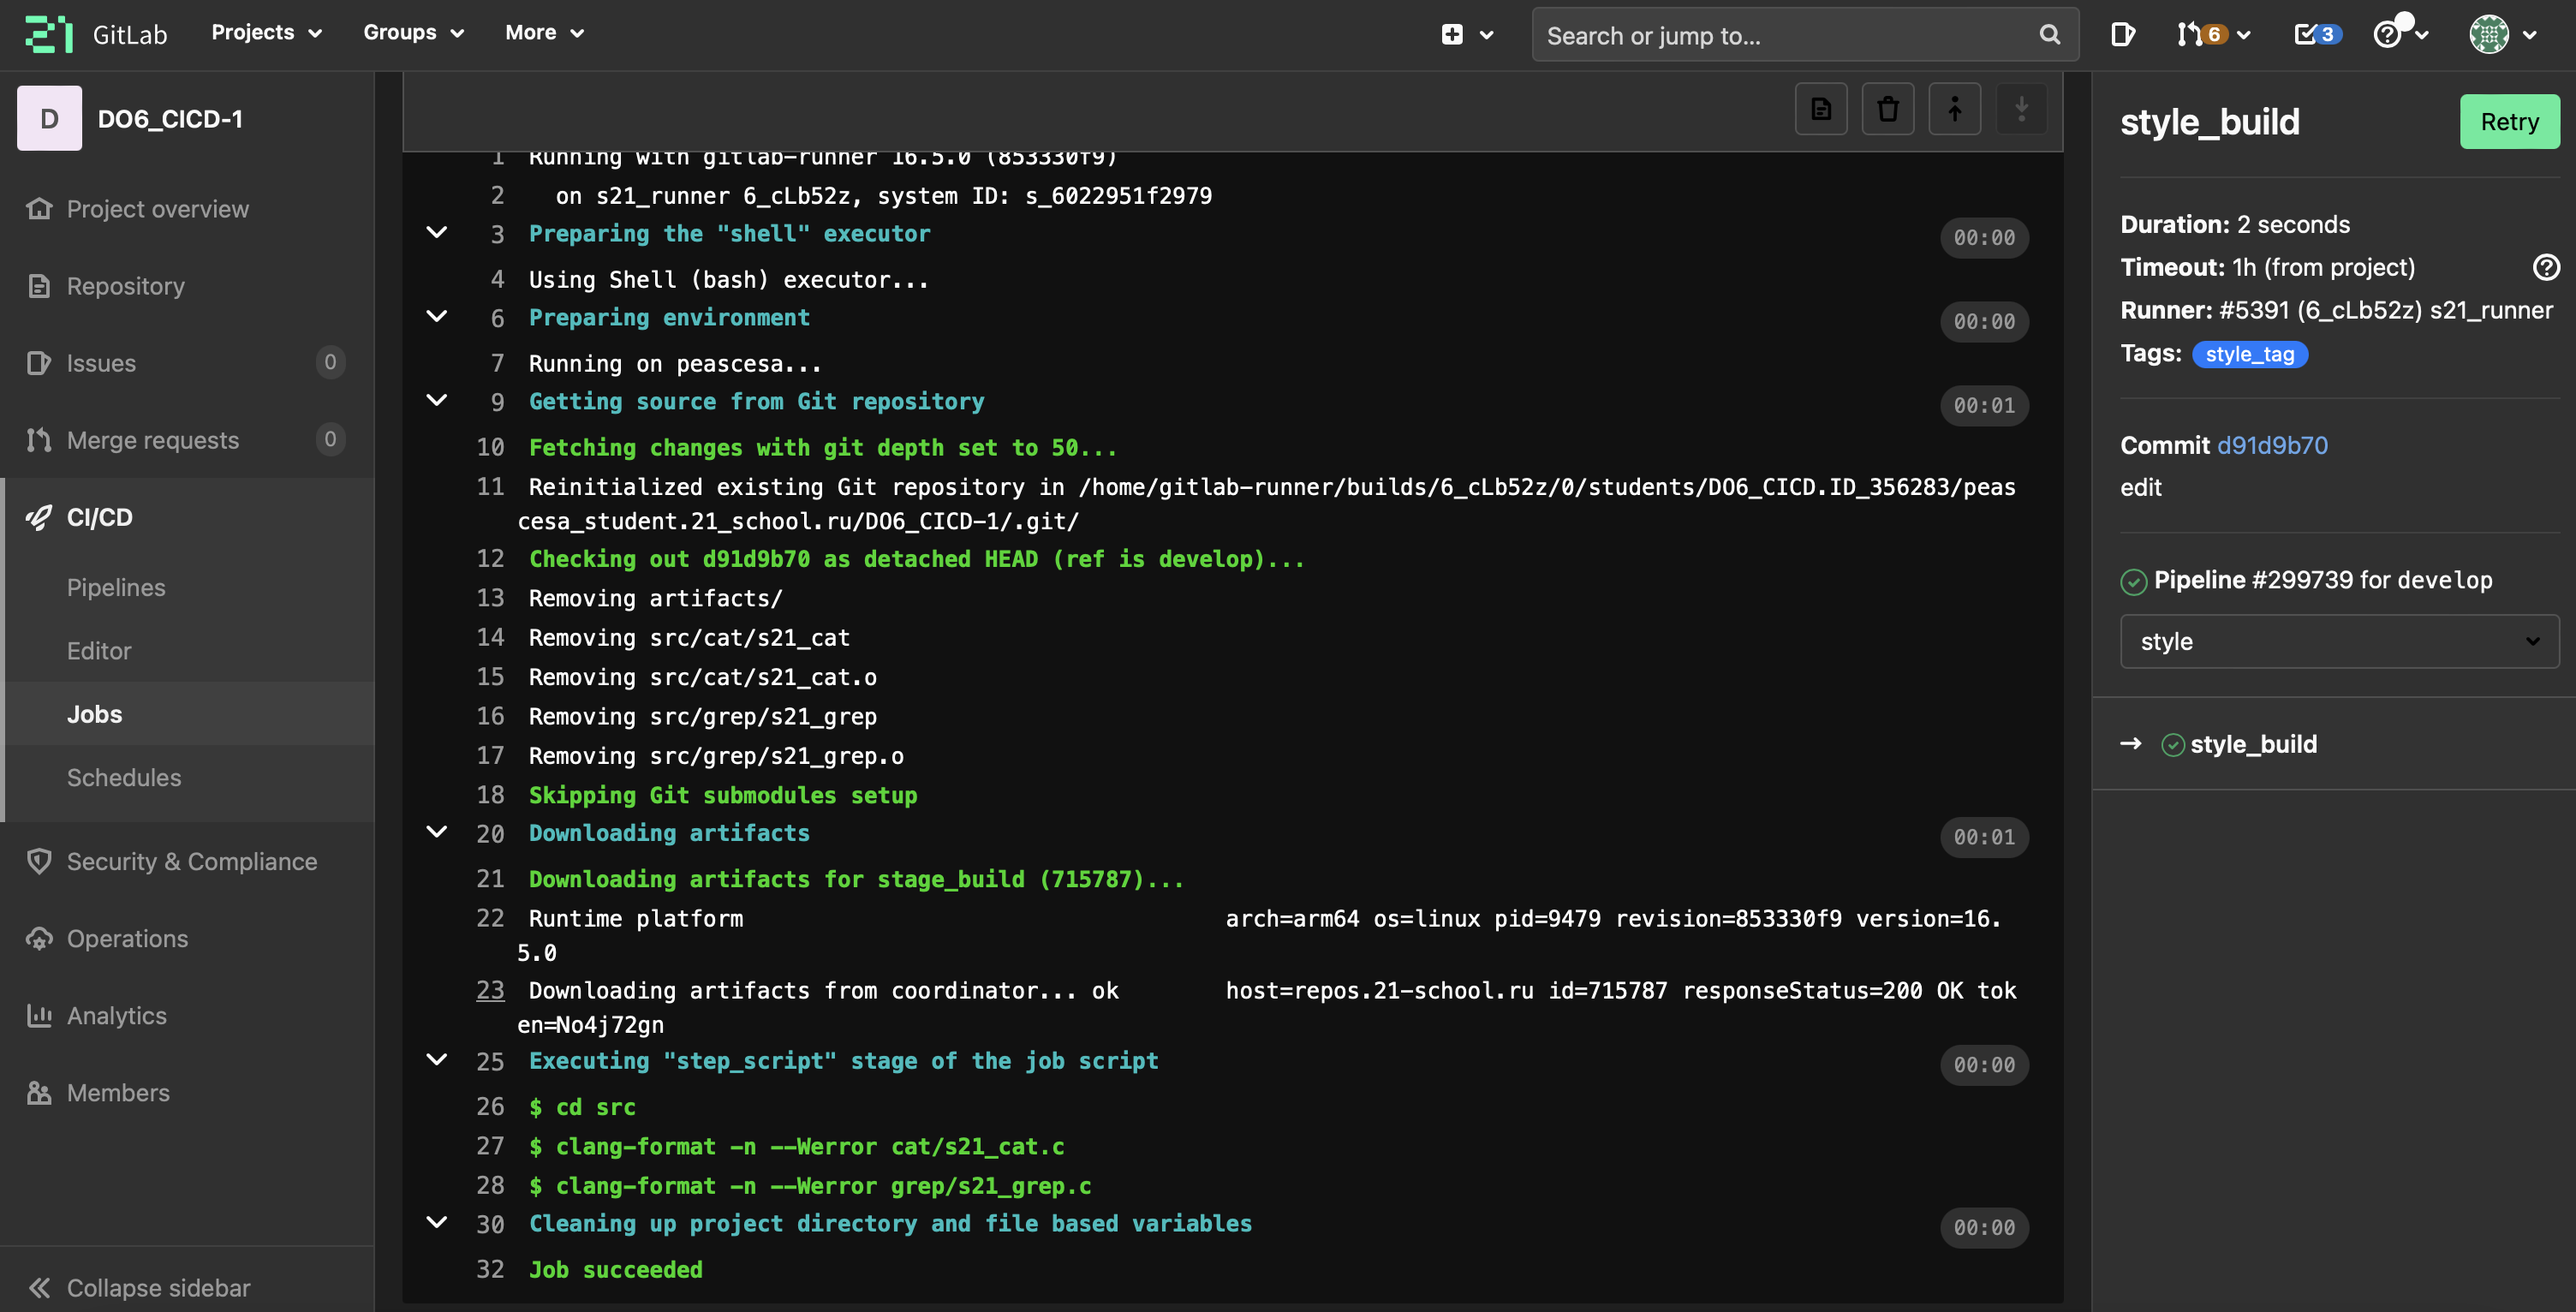 GitLab Projects Groups More Search or jump to... 6 3
D DO6_CICD-1
Project overview
Repository
Issues 0
Merge requests 0
CI/CD
Pipelines
Editor
Jobs
Schedules
Security & Compliance
Operations
Analytics
Members
Collapse sidebar
1 Running with gitlab-runner 16.5.0 (853330f9)
2 on s21_runner 6_cLb52z, system ID: s_6022951f2979
3 Preparing the "shell" executor 00:00
4 Using Shell (bash) executor...
6 Preparing environment 00:00
7 Running on peascesa...
9 Getting source from Git repository 00:01
10 Fetching changes with git depth set to 50...
11 Reinitialized existing Git repository in /home/gitlab-runner/builds/6_cLb52z/0/students/DO6_CICD.ID_356283/peas
cesa_student.21_school.ru/DO6_CICD-1/.git/
12 Checking out d91d9b70 as detached HEAD (ref is develop)...
13 Removing artifacts/
14 Removing src/cat/s21_cat
15 Removing src/cat/s21_cat.o
16 Removing src/grep/s21_grep
17 Removing src/grep/s21_grep.o
18 Skipping Git submodules setup
20 Downloading artifacts 00:01
21 Downloading artifacts for stage_build (715787)...
22 Runtime platform arch=arm64 os=linux pid=9479 revision=853330f9 version=16.
5.0
23 Downloading artifacts from coordinator... ok host=repos.21-school.ru id=715787 responseStatus=200 OK tok
en=No4j72gn
25 Executing "step_script" stage of the job script 00:00
26 $ cd src
27 $ clang-format -n --Werror cat/s21_cat.c
28 $ clang-format -n --Werror grep/s21_grep.c
30 Cleaning up project directory and file based variables 00:00
32 Job succeeded
style_build Retry
Duration: 2 seconds
Timeout: 1h (from project)
Runner: #5391 (6_cLb52z) s21_runner
Tags: style_tag
Commit d91d9b70
edit
Pipeline #299739 for develop
style
style_build